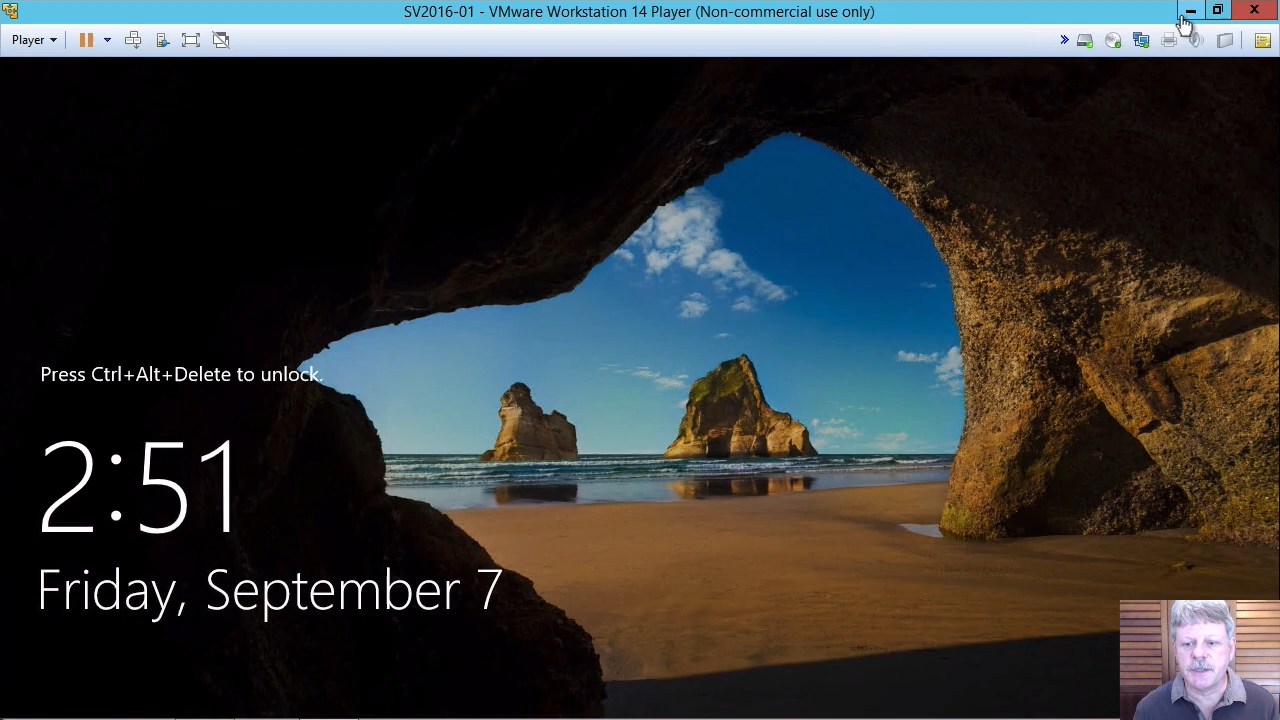 SV2016-01 - VMware Workstation 14 Player (Non-commercial use only)
Player
Press Ctrl+Alt+Delete to unlock.
2:51
Friday, September 7